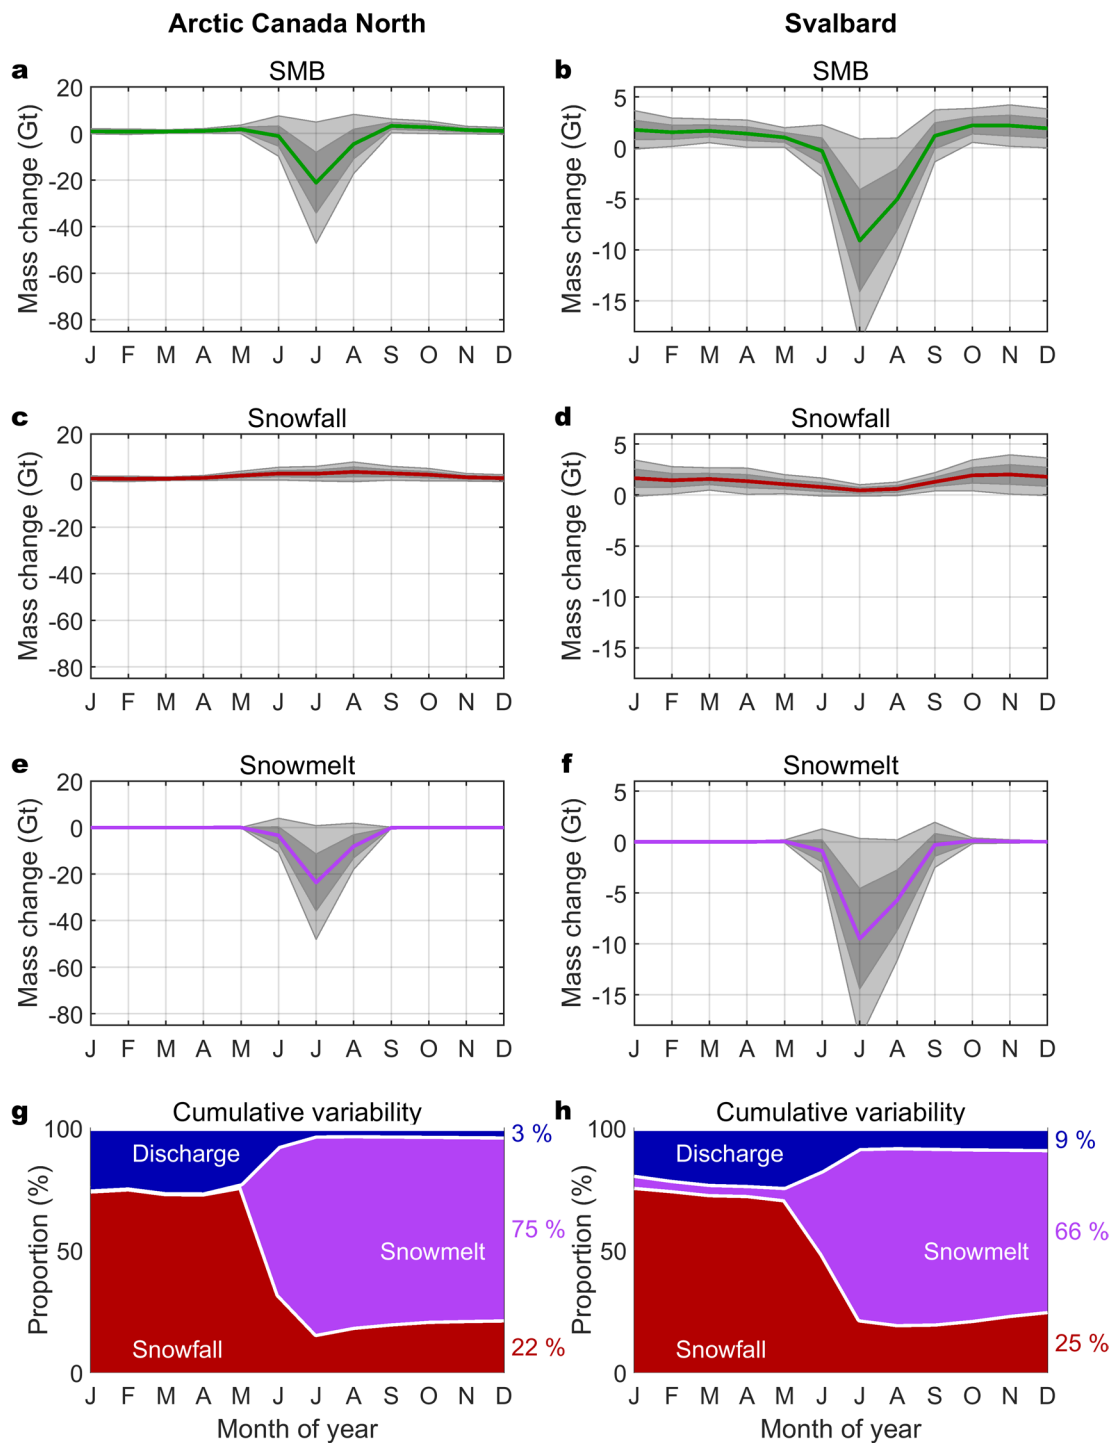 Arctic Canada North
Svalbard
a
SMB
Mass change (Gt)
20
0
-20
-40
-60
-80
J F M A M J J A S O N D
b
SMB
Mass change (Gt)
5
0
-5
-10
-15
J F M A M J J A S O N D
c
Snowfall
Mass change (Gt)
20
0
-20
-40
-60
-80
J F M A M J J A S O N D
d
Snowfall
Mass change (Gt)
5
0
-5
-10
-15
J F M A M J J A S O N D
e
Snowmelt
Mass change (Gt)
20
0
-20
-40
-60
-80
J F M A M J J A S O N D
f
Snowmelt
Mass change (Gt)
5
0
-5
-10
-15
J F M A M J J A S O N D
g
Cumulative variability
Proportion (%)
100
50
0
Discharge
Snowmelt
Snowfall
3 %
75 %
22 %
J F M A M J J A S O N D
Month of year
h
Cumulative variability
Proportion (%)
100
50
0
Discharge
Snowmelt
Snowfall
9 %
66 %
25 %
J F M A M J J A S O N D
Month of year